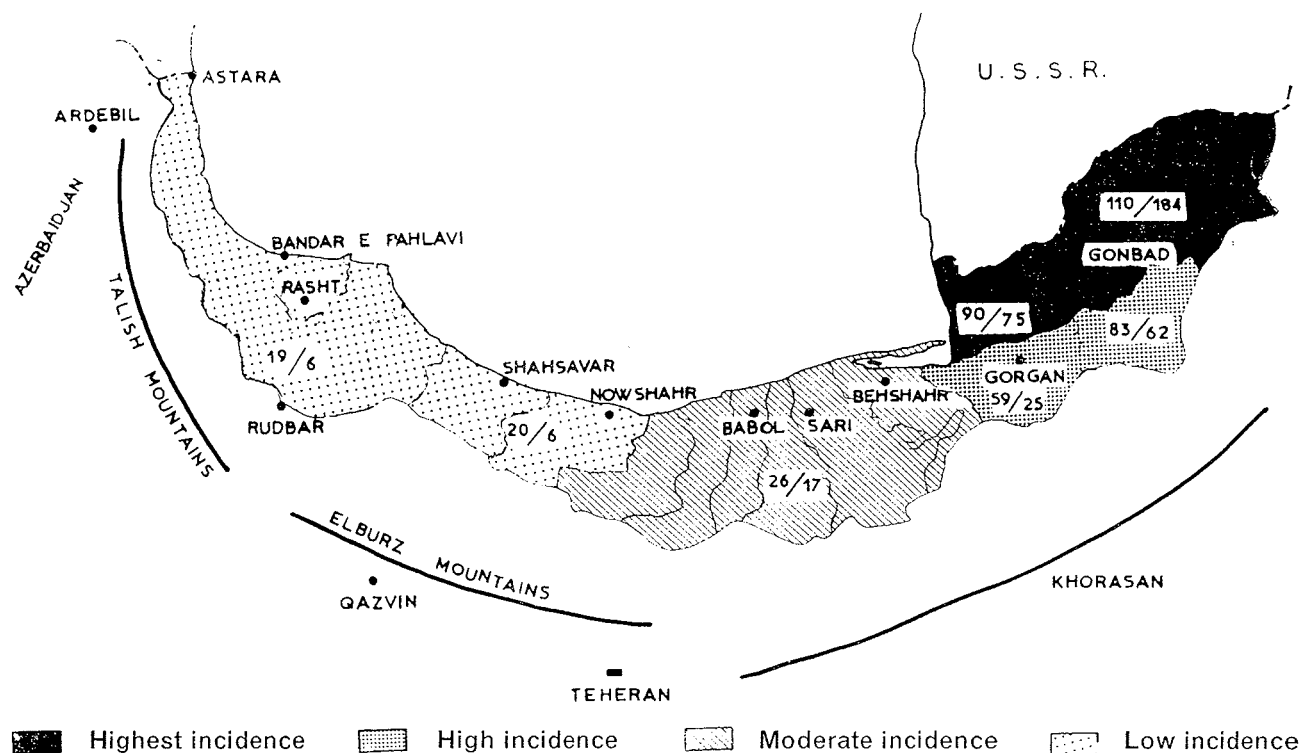 U.S.S.R.
ASTARA
ARDEBIL
AZERBAIDJAN
TALISH MOUNTAINS
110/184
GONBAD
BANDAR E PAHLAVI
RASHT
90/75
83/62
19/6
SHAHSAVAR
NOWSHAHR
BEHSHAHR
GORGAN
59/25
RUDBAR
20/6
BABOL
SARI
26/17
ELBURZ MOUNTAINS
QAZVIN
KHORASAN
TEHERAN
Highest incidence
High incidence
Moderate incidence
Low incidence